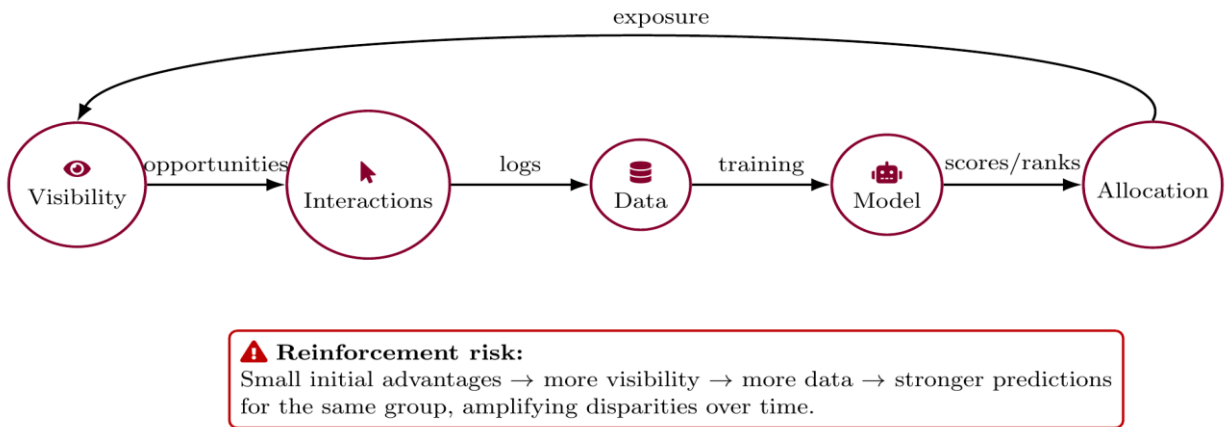 exposure
opportunities
logs
training
scores/ranks
Visibility
Interactions
Data
Model
Allocation
Reinforcement risk:
Small initial advantages → more visibility → more data → stronger predictions
for the same group, amplifying disparities over time.